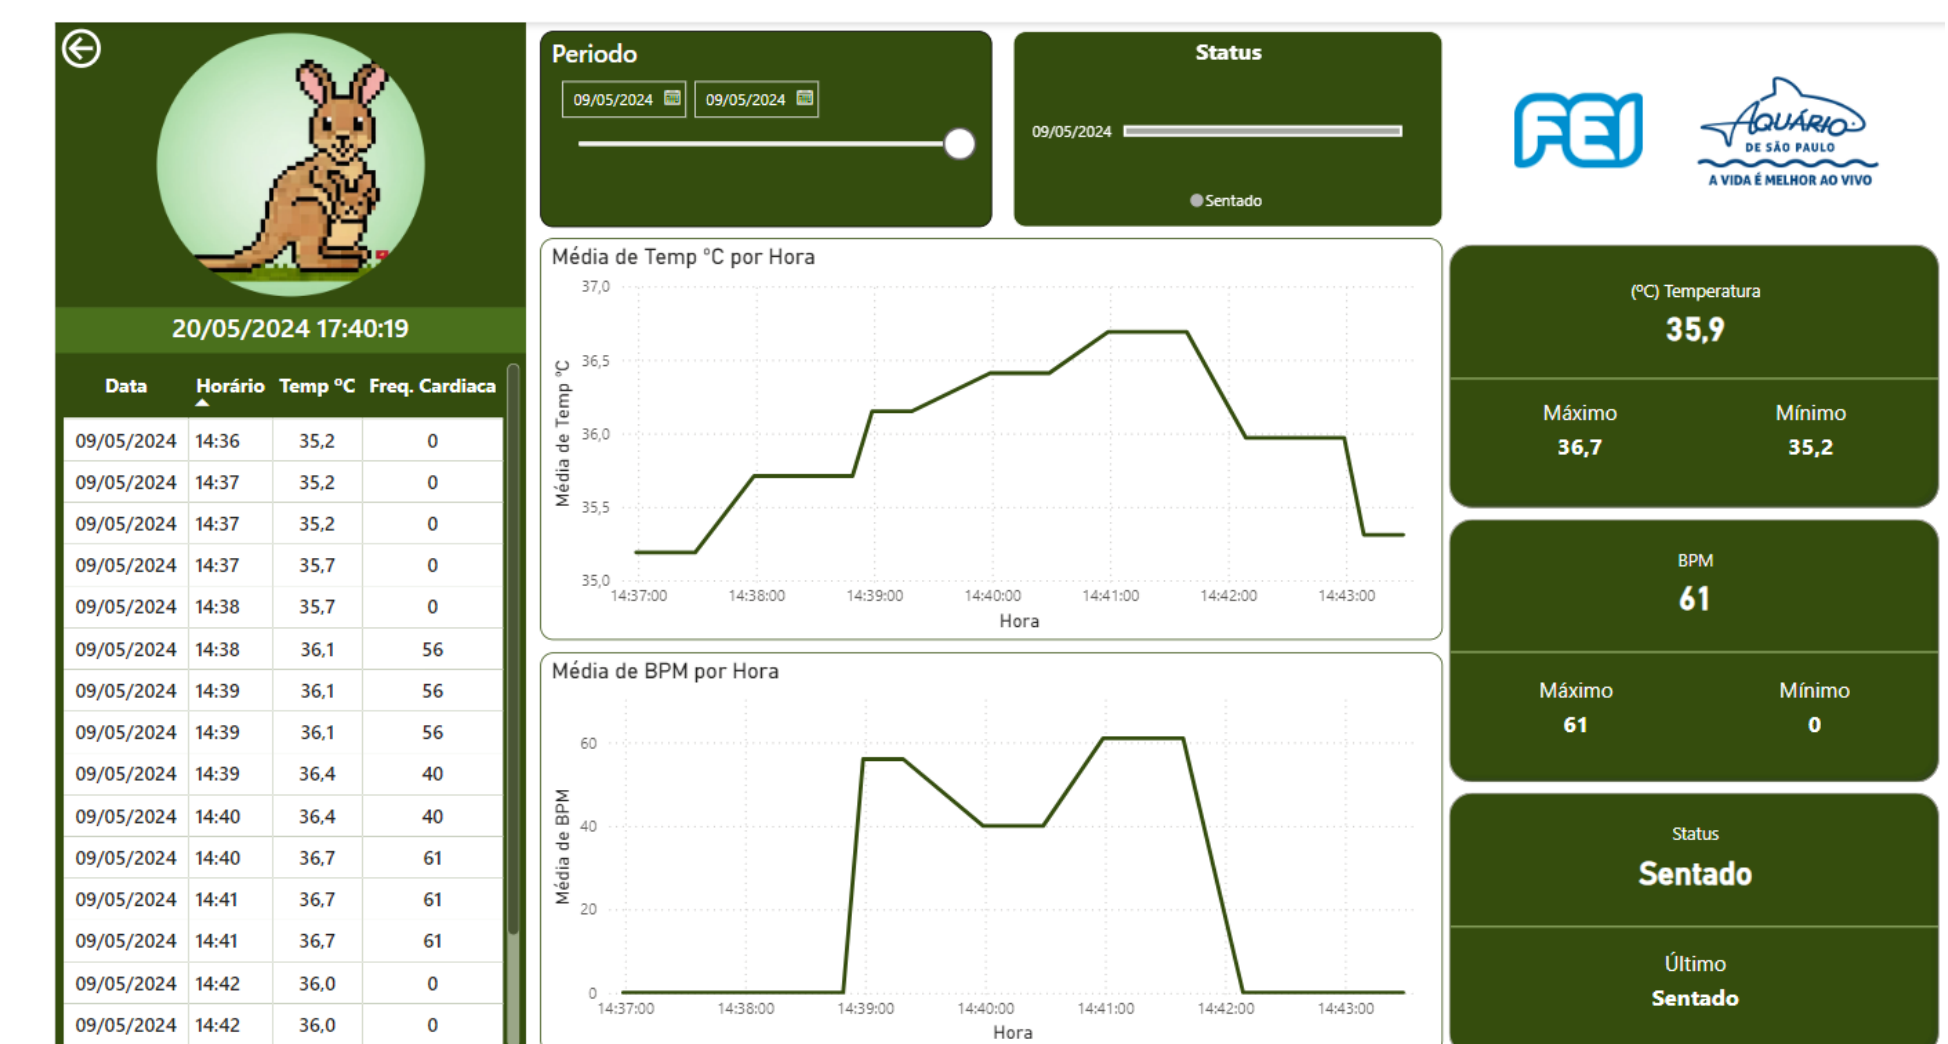 20/05/2024 17:40:19
Data Horário Temp ºC Freq. Cardiaca
09/05/2024 14:36 35,2 0
09/05/2024 14:37 35,2 0
09/05/2024 14:37 35,2 0
09/05/2024 14:37 35,7 0
09/05/2024 14:38 35,7 0
09/05/2024 14:38 36,1 56
09/05/2024 14:39 36,1 56
09/05/2024 14:39 36,1 56
09/05/2024 14:39 36,4 40
09/05/2024 14:40 36,4 40
09/05/2024 14:40 36,7 61
09/05/2024 14:41 36,7 61
09/05/2024 14:41 36,7 61
09/05/2024 14:42 36,0 0
09/05/2024 14:42 36,0 0
Periodo
09/05/2024 09/05/2024
Status
09/05/2024
Sentado
FEI
AQUÁRIO
DE SÃO PAULO
A VIDA É MELHOR AO VIVO
Média de Temp ºC por Hora
Média de Temp ºC
37,0
36,5
36,0
35,5
35,0
14:37:00 14:38:00 14:39:00 14:40:00 14:41:00 14:42:00 14:43:00
Hora
Média de BPM por Hora
Média de BPM
60
40
20
0
14:37:00 14:38:00 14:39:00 14:40:00 14:41:00 14:42:00 14:43:00
Hora
(ºC) Temperatura
35,9
Máximo Mínimo
36,7 35,2
BPM
61
Máximo Mínimo
61 0
Status
Sentado
Último
Sentado